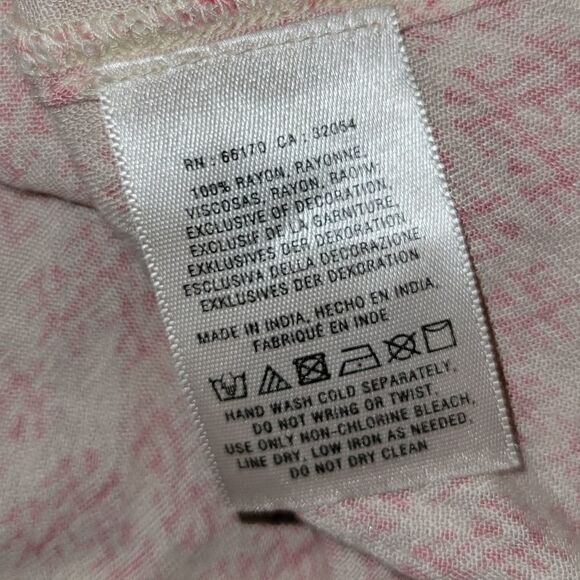 RN : 66170 CA : 32054
100% RAYON, RAYONNE,
VISCOSAS, RAYON, RADIM,
EXCLUSIVE OF DECORATION,
EXCLUSIF DE LA GARNITURE,
EXKLUSIVES DER DEKORATION
ESCLUSIVA DELLA DECORAZIONE
EXKLUSIVES DER DEKORATION
MADE IN INDIA, HECHO EN INDIA,
FABRIQUÉ EN INDE
HAND WASH COLD SEPARATELY,
DO NOT WRING OR TWIST.
USE ONLY NON-CHLORINE BLEACH.
LINE DRY. LOW IRON AS NEEDED.
DO NOT DRY CLEAN